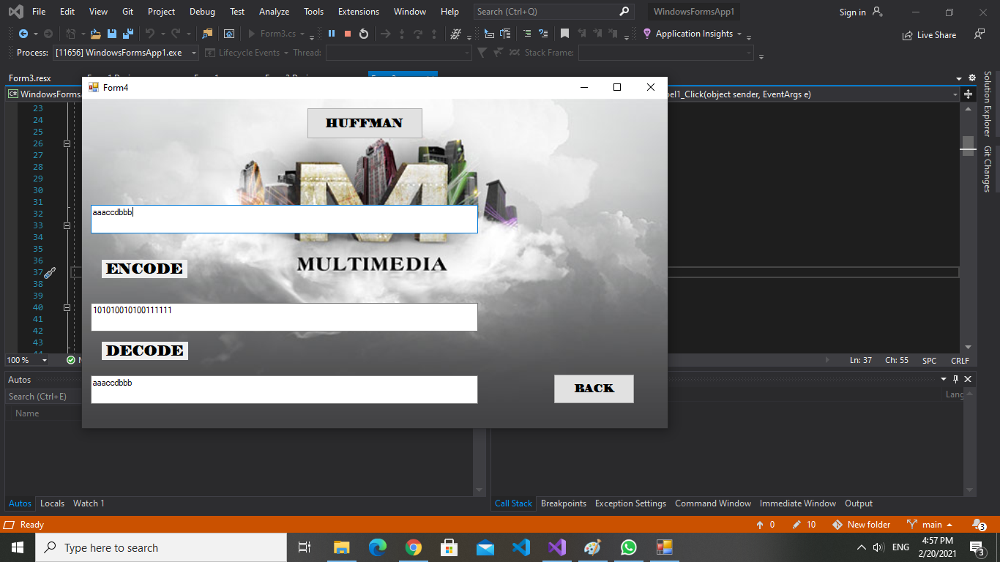 File Edit View Git Project Debug Test Analyze Tools Extensions Window Help Search (Ctrl+Q) WindowsFormsApp1 Sign in
Form3.cs Application Insights Live Share
Process: [11656] WindowsFormsApp1.exe Lifecycle Events Thread: Stack Frame:
Form3.resx
Form4
WindowsForms bel1_Click(object sender, EventArgs e)
Solution Explorer
Git Changes
HUFFMAN
23
24
25
26
27
28
29
30
31
32
33
34
35
36
37
38
39
40
41
42
43
44
aaaccdbbb
M
MULTIMEDIA
ENCODE
101010010100111111
DECODE
aaaccdbbb
BACK
100 % Ln: 37 Ch: 55 SPC CRLF
Autos
Search (Ctrl+E) Lang
Name
Autos Locals Watch 1 Call Stack Breakpoints Exception Settings Command Window Immediate Window Output
Ready 0 10 New folder main 3
Type here to search ENG 4:57 PM
2/20/2021 3